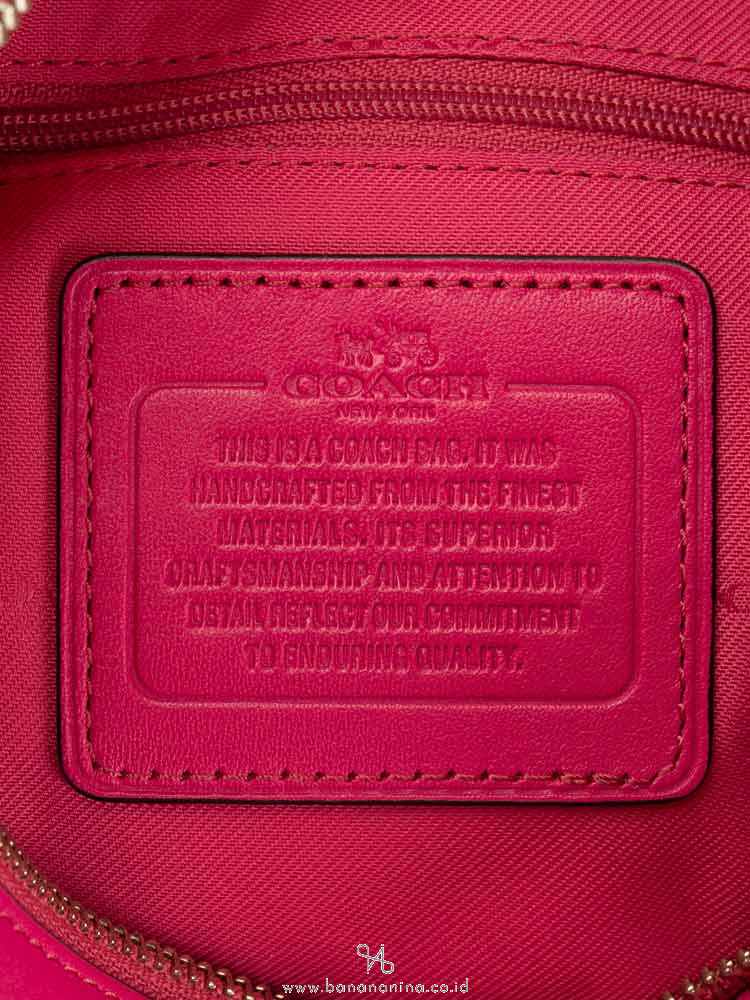 COACH
NEW YORK
THIS IS A COACH BAG. IT WAS
HANDCRAFTED FROM THE FINEST
MATERIALS. ITS SUPERIOR
CRAFTSMANSHIP AND ATTENTION TO
DETAIL REFLECT OUR COMMITMENT
TO ENDURING QUALITY.
www.banananina.co.id